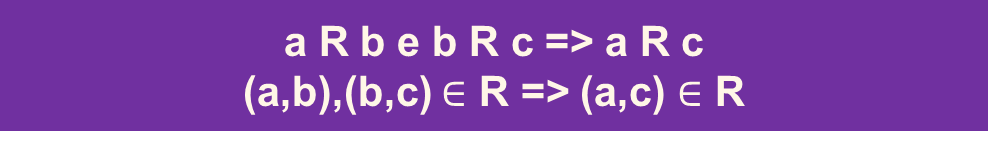 a R b e b R c => a R c
(a,b),(b,c) ∈ R => (a,c) ∈ R